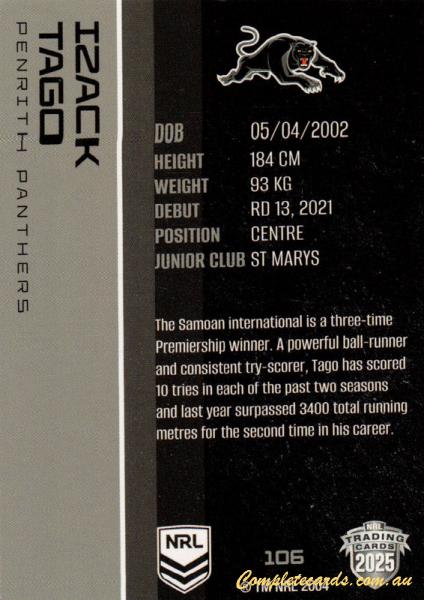 IZACK
TAGO
PENRITH PANTHERS
DOB 05/04/2002
HEIGHT 184 CM
WEIGHT 93 KG
DEBUT RD 13, 2021
POSITION CENTRE
JUNIOR CLUB ST MARYS
The Samoan international is a three-time
Premiership winner. A powerful ball-runner
and consistent try-scorer, Tago has scored
10 tries in each of the past two seasons
and last year surpassed 3400 total running
metres for the second time in his career.
NRL
106
NRL
TRADING
CARDS
2025
Completecards.com.au
® TM NRL 2004